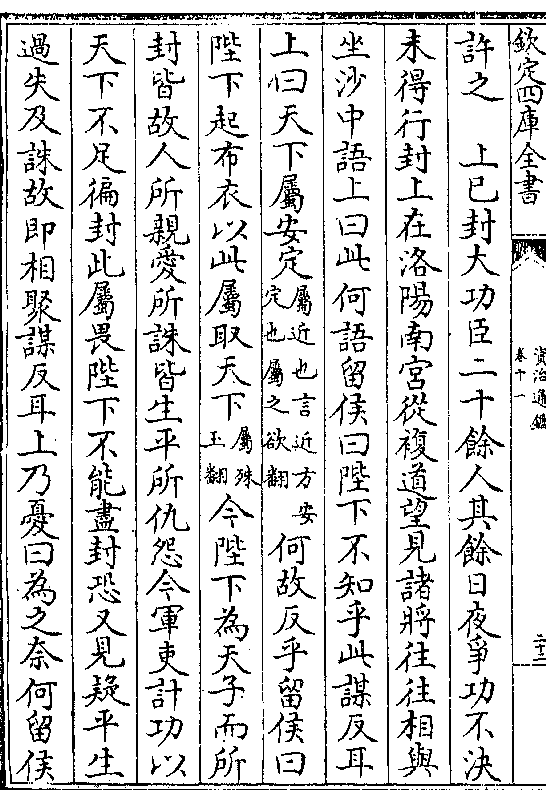 欽定四庫全書
資治通鑑
卷十一
二十二
許之　上已封大功臣二十餘人其餘日夜爭功不決
未得行封上在洛陽南宮從複道望見諸將往往相與
坐沙中語上曰此何語留侯曰陛下不知乎此謀反耳
上曰天下屬安定屬近也言近方安定也屬之欲翻何故反乎留侯曰
陛下起布衣以此屬取天下屬殊玉翻今陛下為天子而所
封皆故人所親愛所誅皆生平所仇怨今軍吏計功以
天下不足徧封此屬畏陛下不能盡封恐又見疑平生
過失及誅故即相聚謀反耳上乃憂曰為之奈何留侯